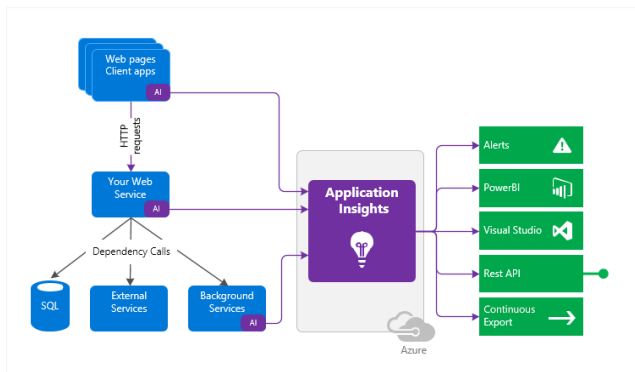 Web pages
Client apps
AI
HTTP
requests
Your Web
Service
AI
Dependency Calls
SQL
External
Services
Background
Services
AI
Application
Insights
Azure
Alerts
PowerBI
Visual Studio
Rest API
Continuous
Export